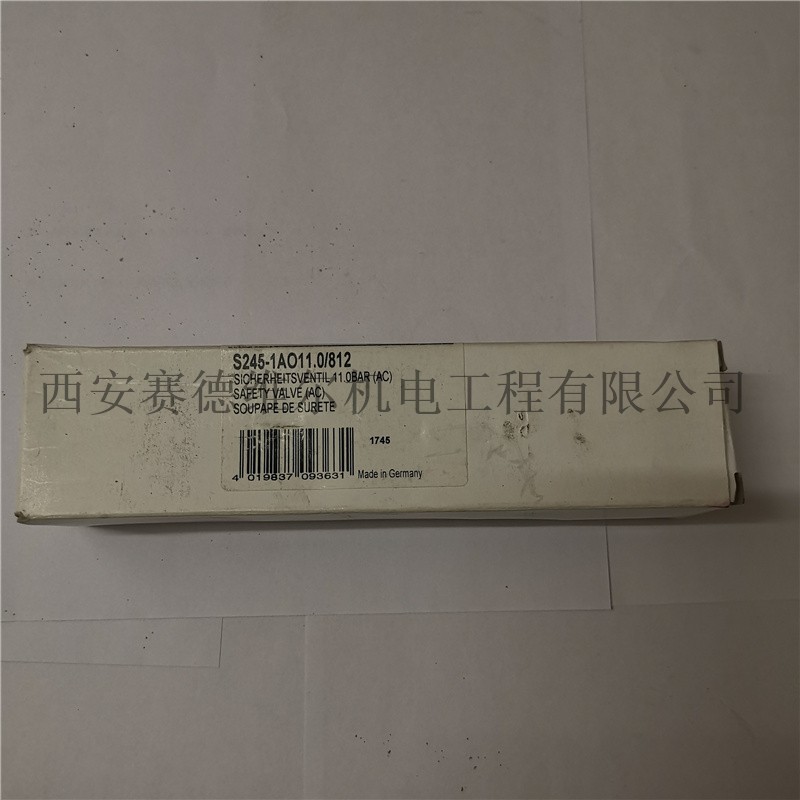 S245-1AO11.0/812
SICHERHEITSVENTIL 11.0BAR (AC)
SAFETY VALVE (AC)
SOUPAPE DE SURETE
西安赛德 机电工程有限公司
1745
4 019837 093631
Made in Germany